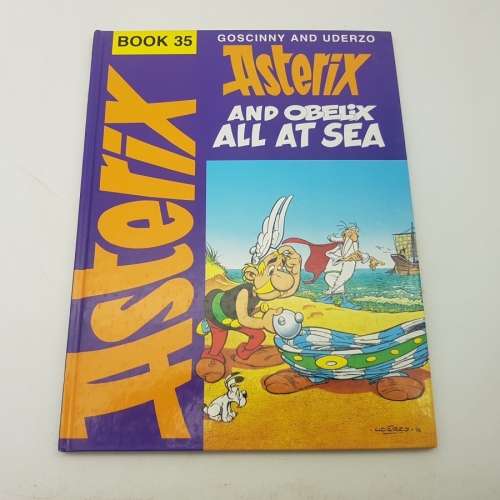 BOOK 35
GOSCINNY AND UDERZO
Asterix
AND OBELiX
ALL AT SEA
Asterix